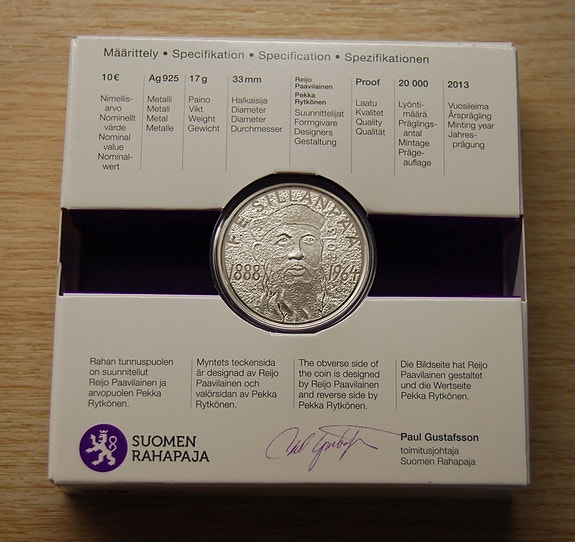 Määrittely • Specifikation • Specification • Spezifikationen
10€
Nimellis-
arvo
Nominellt
värde
Nominal
value
Nominal-
wert
Ag 925
Metalli
Metall
Metal
Metalle
17 g
Paino
Vikt
Weight
Gewicht
33 mm
Halkaisija
Diameter
Diameter
Durchmesser
Reijo
Paavilainen
Pekka
Rytkönen
Suunnittelijat
Formgivare
Designers
Gestaltung
Proof
Laatu
Kvalitet
Quality
Qualität
20 000
Lyönti-
määrä
Präglings-
antal
Mintage
Präge-
auflage
2013
Vuosileima
Årsprägling
Minting year
Jahres-
prägung
F.E. SILLANPÄÄ
1888 1964
Rahan tunnuspuolen
on suunnitellut
Reijo Paavilainen ja
arvopuolen Pekka
Rytkönen.
Myntets teckensida
är designad av Reijo
Paavilainen och
valörsidan av Pekka
Rytkönen.
The obverse side of
the coin is designed
by Reijo Paavilainen
and reverse side by
Pekka Rytkönen.
Die Bildseite hat Reijo
Paavilainen gestaltet
und die Wertseite
Pekka Rytkönen.
SUOMEN
RAHAPAJA
Paul Gustafsson
toimitusjohtaja
Suomen Rahapaja